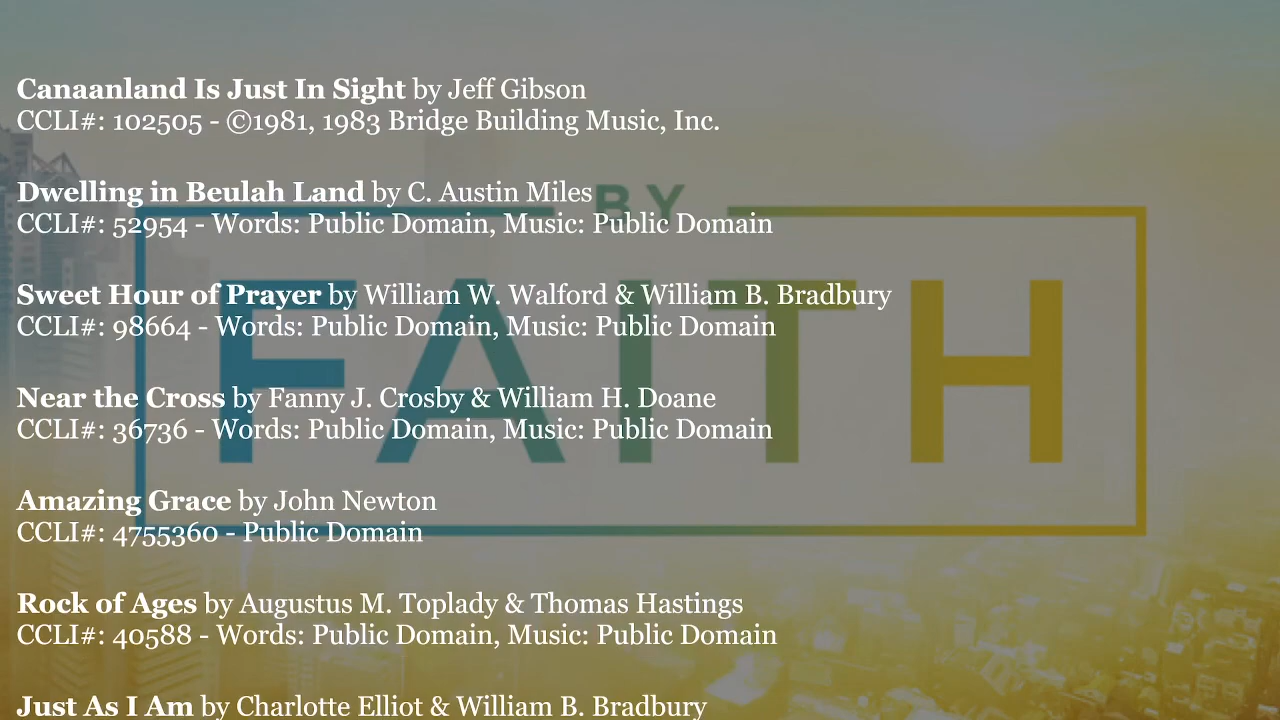 Canaanland Is Just In Sight by Jeff Gibson
CCLI#: 102505 - ©1981, 1983 Bridge Building Music, Inc.
Dwelling in Beulah Land by C. Austin Miles
CCLI#: 52954 - Words: Public Domain, Music: Public Domain
Sweet Hour of Prayer by William W. Walford & William B. Bradbury
CCLI#: 98664 - Words: Public Domain, Music: Public Domain
Near the Cross by Fanny J. Crosby & William H. Doane
CCLI#: 36736 - Words: Public Domain, Music: Public Domain
Amazing Grace by John Newton
CCLI#: 4755360 - Public Domain
Rock of Ages by Augustus M. Toplady & Thomas Hastings
CCLI#: 40588 - Words: Public Domain, Music: Public Domain
Just As I Am by Charlotte Elliot & William B. Bradbury
BY
FAITH